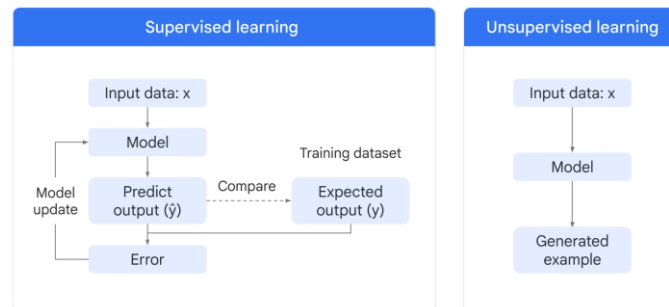 Supervised learning
Input data: x
Model
Training dataset
Model
update
Predict
output (ŷ)
Compare
Expected
output (y)
Error
Unsupervised learning
Input data: x
Model
Generated
example